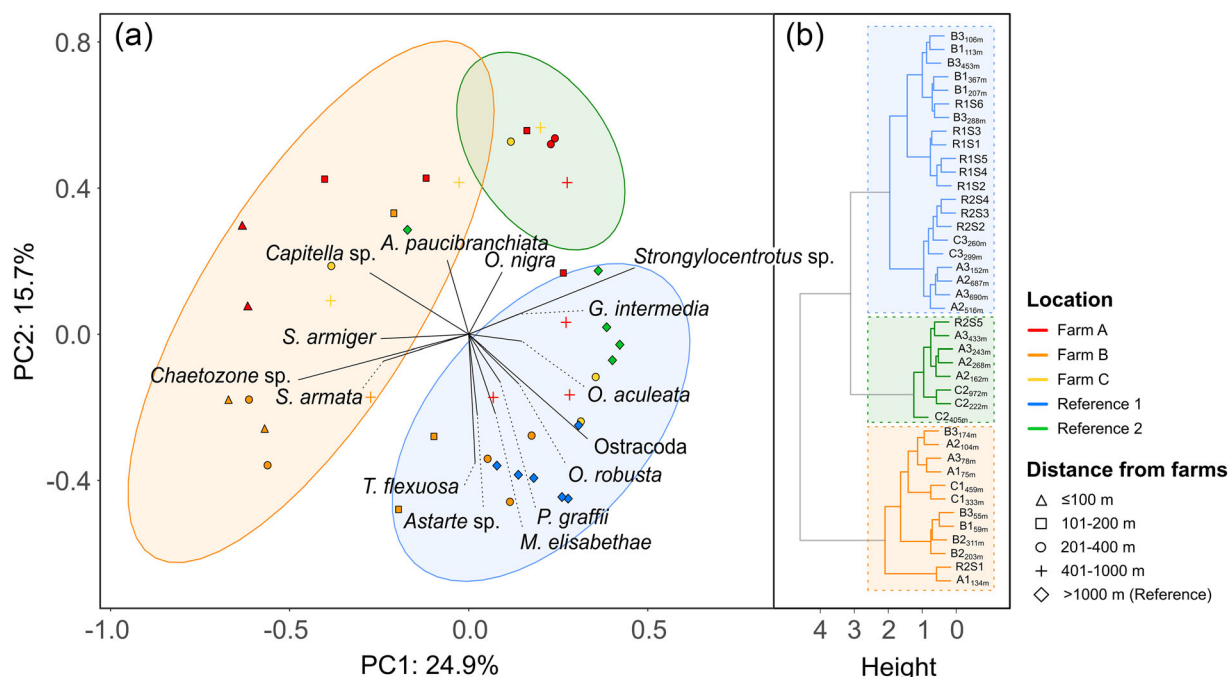 (a)
PC2: 15.7%
0.8
0.4
0.0
-0.4
-1.0
-0.5
0.0
0.5
PC1: 24.9%
Capitella sp.
A. paucibranchiata
O. nigra
Strongylocentrotus sp.
G. intermedia
S. armiger
Chaetozone sp.
S. armata
O. aculeata
Ostracoda
O. robusta
T. flexuosa
Astarte sp.
P. graffii
M. elisabethae
(b)
B3106m
B1113m
B3453m
B1367m
B1207m
R1S6
B3288m
R1S3
R1S1
R1S5
R1S4
R1S2
R2S4
R2S3
R2S2
C3260m
C3299m
A3152m
A2687m
A3690m
A2516m
R2S5
A3433m
A3243m
A2268m
A2162m
C2972m
C2222m
C2405m
B3174m
A2104m
A378m
A175m
C1459m
C1333m
B355m
B159m
B2311m
B2203m
R2S1
A1134m
4 3 2 1 0
Height
Location
Farm A
Farm B
Farm C
Reference 1
Reference 2
Distance from farms
≤100 m
101-200 m
201-400 m
401-1000 m
>1000 m (Reference)